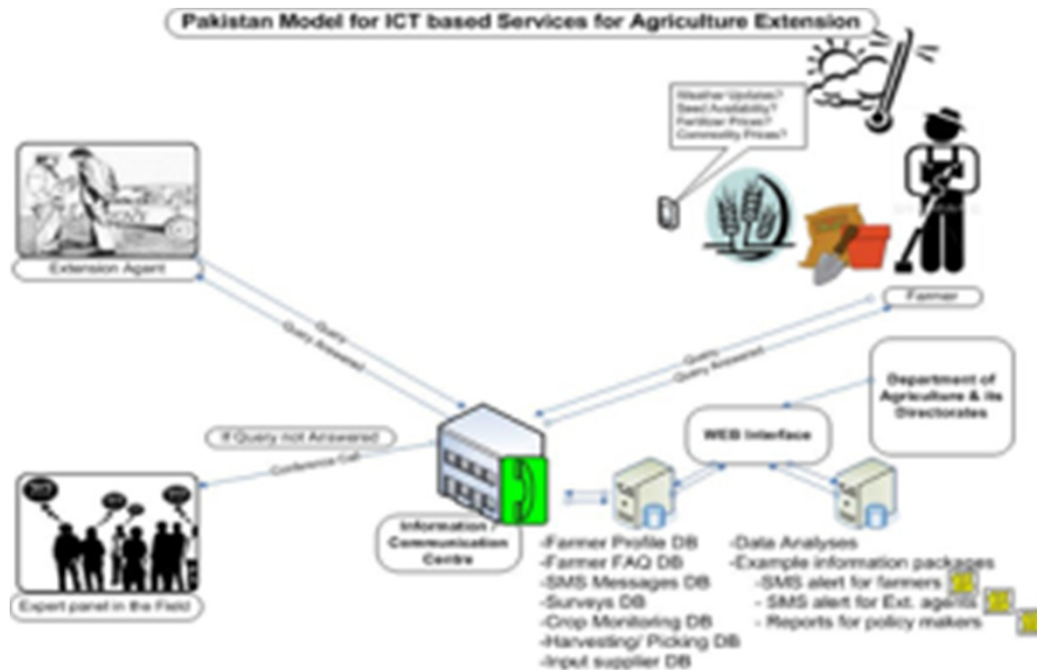 Pakistan Model for ICT based Services for Agriculture Extension
Weather Updates?
Seed Availability?
Fertilizer Prices?
Commodity Prices?
Extension Agent
Farmer
Query
Query Answered
Query
Query Answered
Department of
Agriculture & its
Directorates
WEB Interface
If Query not Answered
Conference Call
Information /
Communication
Centre
Expert panel in the Field
-Farmer Profile DB
-Farmer FAQ DB
-SMS Messages DB
-Surveys DB
-Crop Monitoring DB
-Harvesting/ Picking DB
-Input supplier DB
-Data Analyses
-Example information packages
-SMS alert for farmers
- SMS alert for Ext. agents
- Reports for policy makers